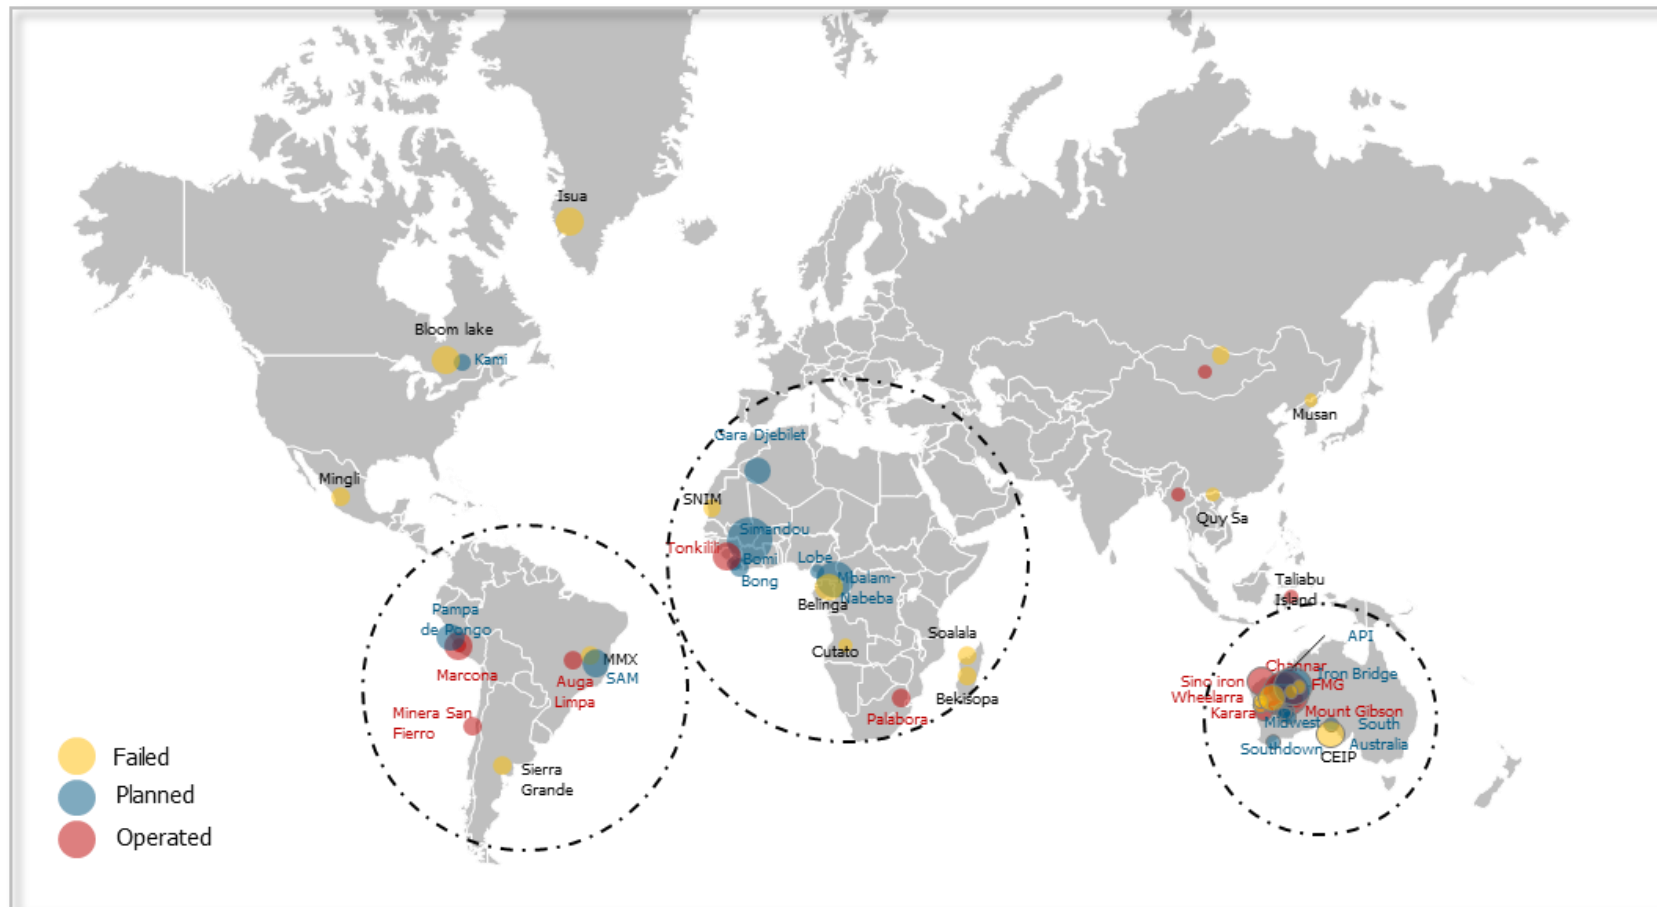 Isua
Bloom lake
Kami
Mingli
Musan
Gara Djebilet
SNIM
Simandou
Tonkilili
Bomi
Bong
Lobe
Mbalam-
Nabeba
Belinga
Quy Sa
Cutato
Soalala
Bekisopa
Palabora
Taliabu
Island
Pampa
de Pongo
Marcona
MMX
SAM
Auga
Limpa
Minera San
Fierro
Sierra
Grande
API
Channar
Iron Bridge
Sino iron
FMG
Wheelarra
Karara
Mount Gibson
Midwest
South
Australia
Southdown
CEIP
Failed
Planned
Operated